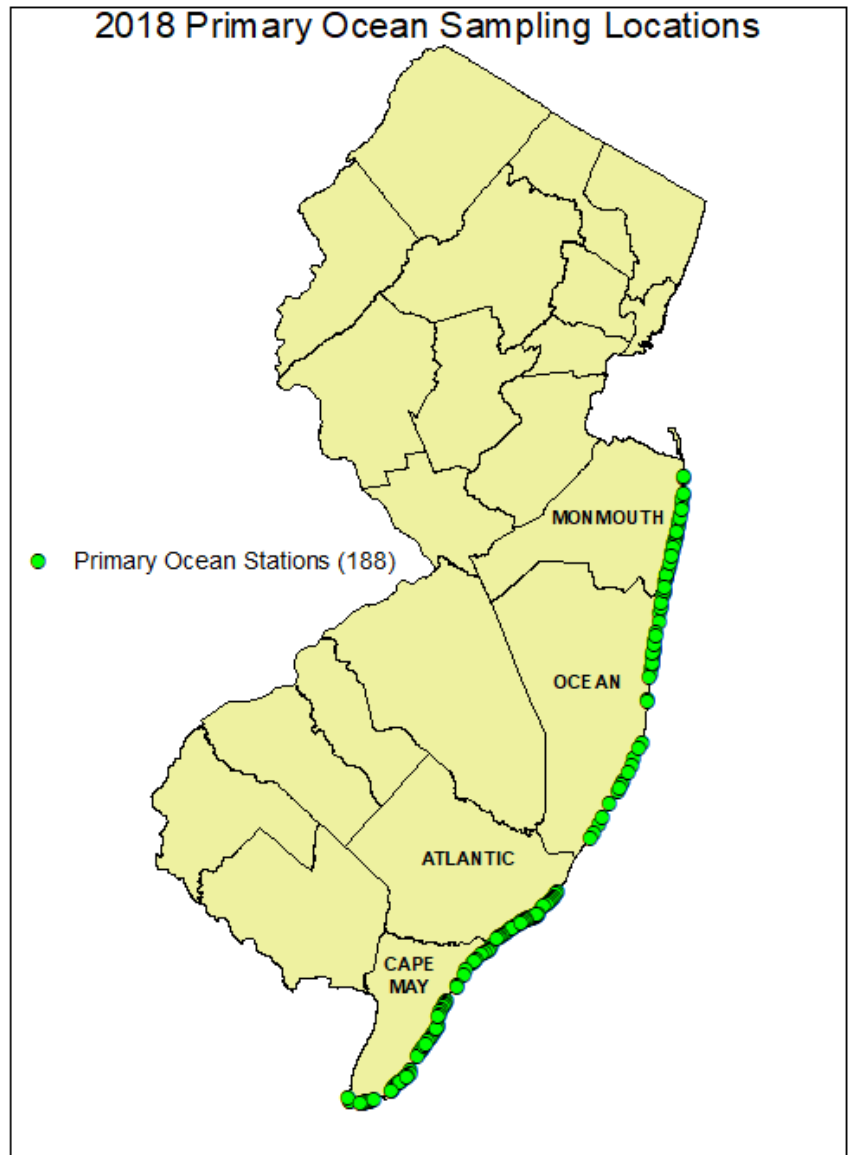 2018 Primary Ocean Sampling Locations
MONMOUTH
Primary Ocean Stations (188)
OCEAN
ATLANTIC
CAPE
MAY